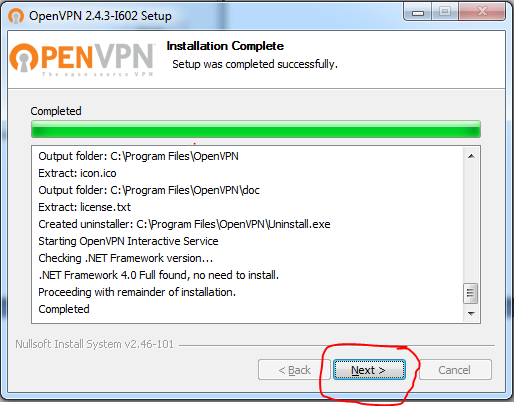 OpenVPN 2.4.3-I602 Setup
OPENVPN
The open source VPN
Installation Complete
Setup was completed successfully.
Completed
Output folder: C:\Program Files\OpenVPN
Extract: icon.ico
Output folder: C:\Program Files\OpenVPN\doc
Extract: license.txt
Created uninstaller: C:\Program Files\OpenVPN\Uninstall.exe
Starting OpenVPN Interactive Service
Checking .NET Framework version...
.NET Framework 4.0 Full found, no need to install.
Proceeding with remainder of installation.
Completed
Nullsoft Install System v2.46-101
< Back
Next >
Cancel